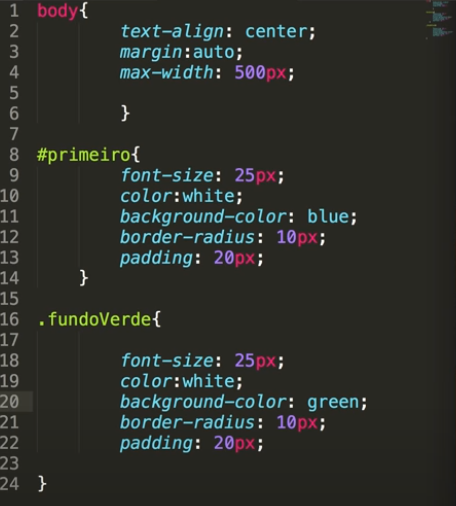 1 body{
2 text-align: center;
3 margin:auto;
4 max-width: 500px;
5
6 }
7
8 #primeiro{
9 font-size: 25px;
10 color:white;
11 background-color: blue;
12 border-radius: 10px;
13 padding: 20px;
14 }
15
16 .fundoVerde{
17
18 font-size: 25px;
19 color:white;
20 background-color: green;
21 border-radius: 10px;
22 padding: 20px;
23
24 }